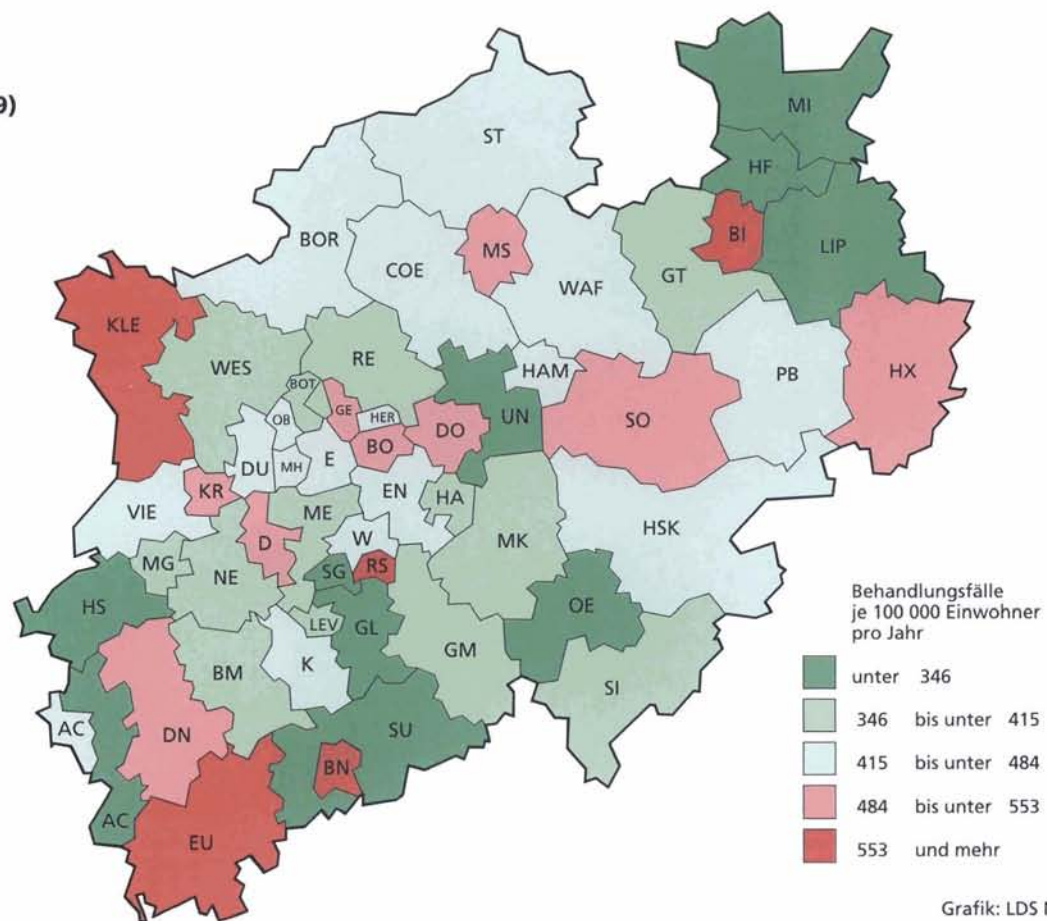 9)
MI
ST
HF
BI
LIP
BOR
MS
COE
GT
WAF
KLE
WES
RE
HAM
PB
HX
BOT
GE
HER
OB
UN
SO
BO
DO
DU
MH
E
KR
EN
HA
VIE
ME
HSK
W
MK
D
MG
NE
SG
RS
HS
OE
LEV
GL
K
GM
BM
SI
AC
DN
SU
BN
AC
EU
Behandlungsfälle
je 100 000 Einwohner
pro Jahr
unter 346
346 bis unter 415
415 bis unter 484
484 bis unter 553
553 und mehr
Grafik: LDS